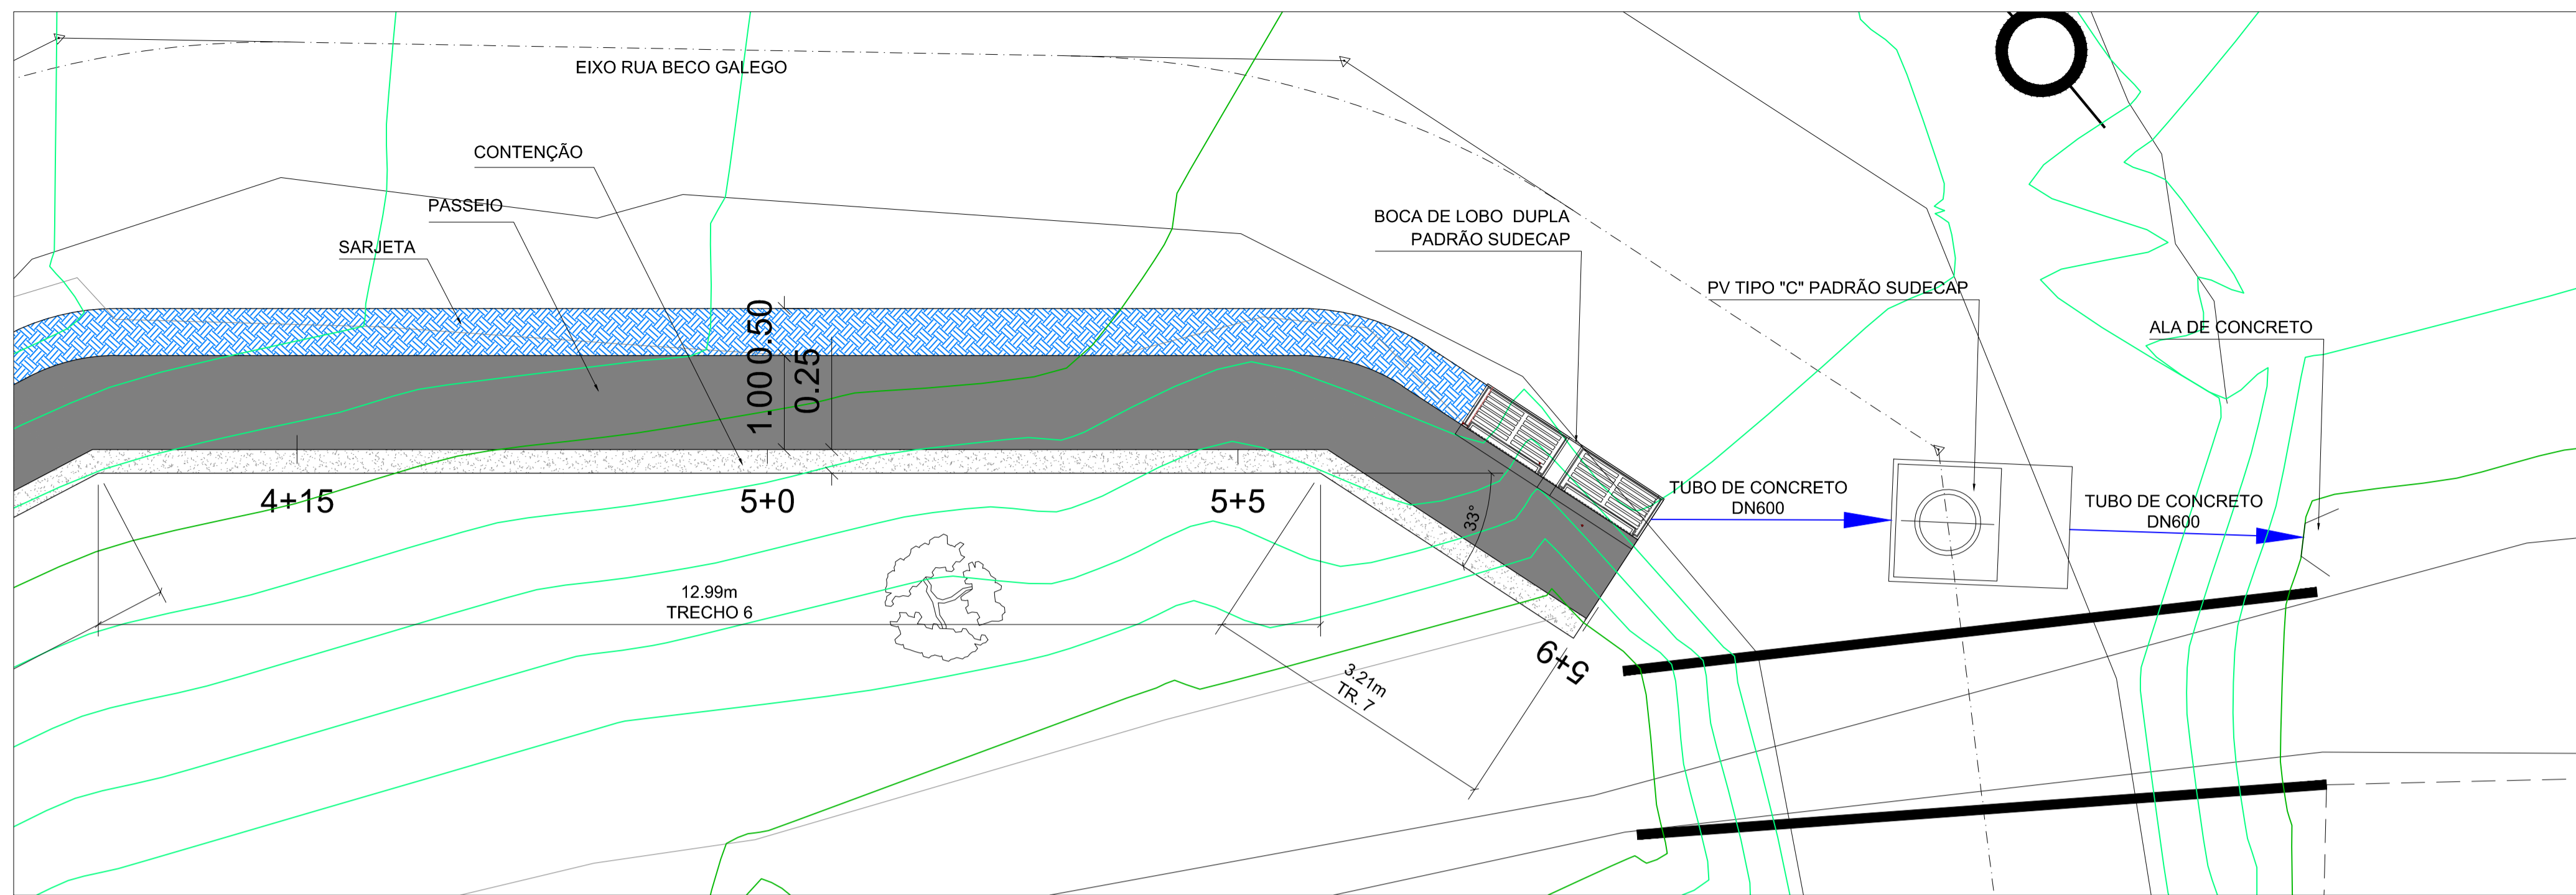 EIXO RUA BECO GALEGO
CONTENÇÃO
PASSEIO
SARJETA
BOCA DE LOBO DUPLA
PADRÃO SUDECAP
PV TIPO "C" PADRÃO SUDECAP
ALA DE CONCRETO
0.50
1.00
0.25
4+15
5+0
5+5
33°
TUBO DE CONCRETO
DN600
TUBO DE CONCRETO
DN600
12.99m
TRECHO 6
5+9
3.21m
TR. 7